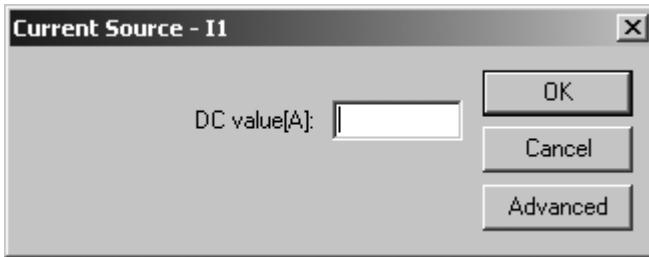 Current Source - I1
DC value[A]:
OK
Cancel
Advanced